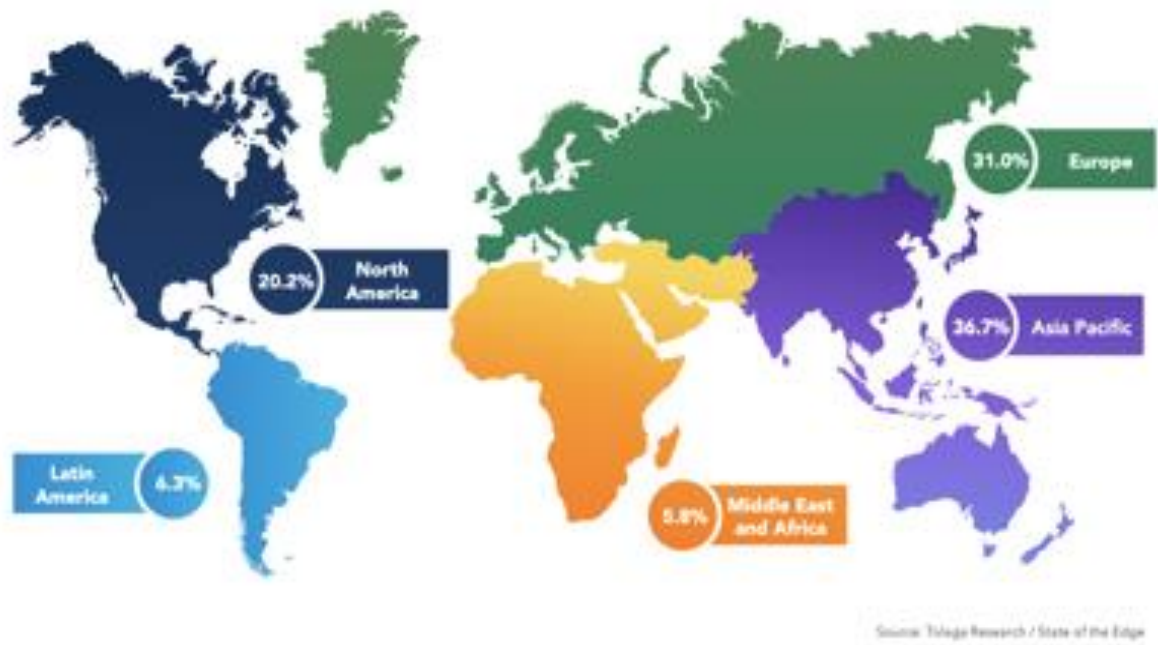 31.0%
Europe
20.2%
North
America
36.7%
Asia Pacific
Latin
America
6.3%
5.8%
Middle East
and Africa
Source: Tolaga Research / State of the Edge